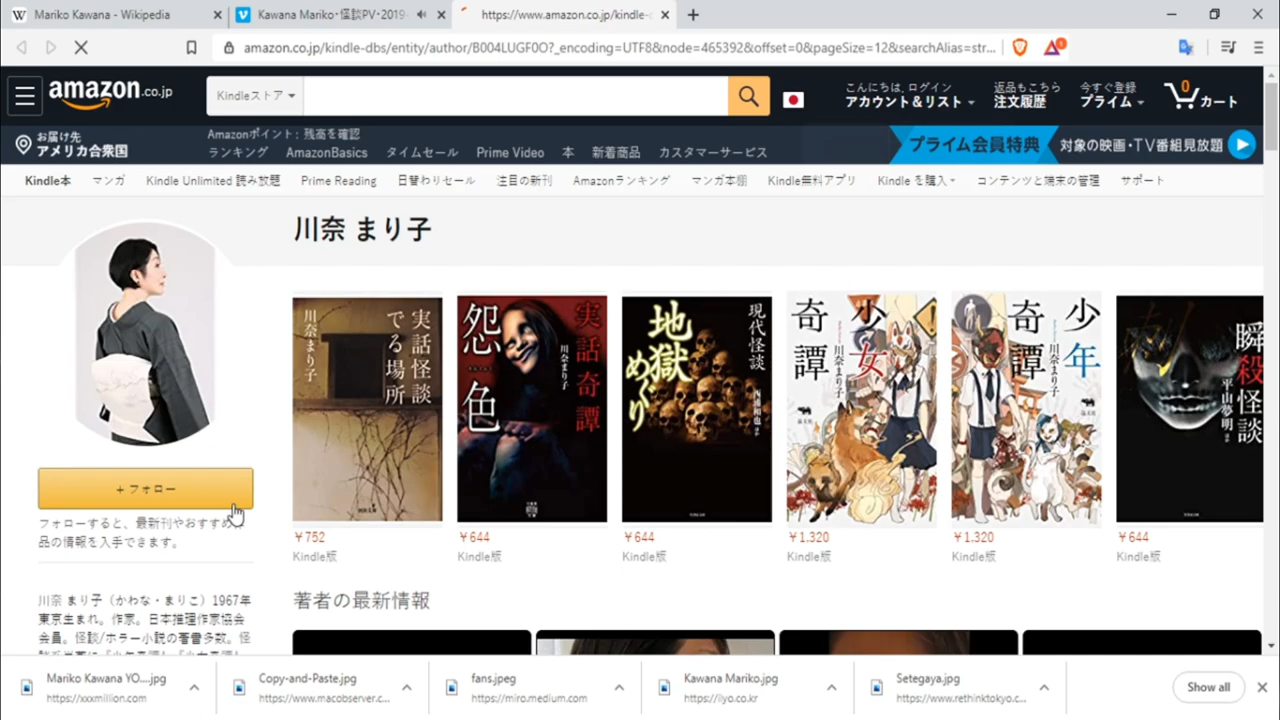 Mariko Kawana - Wikipedia
Kawana Mariko・怪談PV・2019-
https://www.amazon.co.jp/kindle-
amazon.co.jp/kindle-dbs/entity/author/B004LUGF0O?_encoding=UTF8&node=465392&offset=0&pageSize=12&searchAlias=str...
1
amazon.co.jp
Kindleストア
こんにちは, ログイン
アカウント&リスト
返品もこちら
注文履歴
今すぐ登録
プライム
0
カート
お届け先
アメリカ合衆国
Amazonポイント: 残高を確認
ランキング AmazonBasics タイムセール Prime Video 本 新着商品 カスタマーサービス
プライム会員特典 対象の映画・TV番組見放題
Kindle本 マンガ Kindle Unlimited 読み放題 Prime Reading 日替わりセール 注目の新刊 Amazonランキング マンガ本棚 Kindle無料アプリ Kindle を購入 コンテンツと端末の管理 サポート
川奈 まり子
+ フォロー
フォローすると、最新刊やおすすめ
品の情報を入手できます。
川奈 まり子（かわな・まりこ）1967年
東京生まれ。作家。日本推理作家協会
会員。怪談/ホラー小説の著書多数。怪
実話怪談
でる場所
川奈まり子
実話奇譚
怨色
川奈まり子
現代怪談
地獄めぐり
少女奇譚
川奈まり子
少年奇譚
川奈まり子
瞬殺怪談
平山夢明
￥752
Kindle版
￥644
Kindle版
￥644
Kindle版
￥1,320
Kindle版
￥1,320
Kindle版
￥644
Kindle版
著者の最新情報
Mariko Kawana YO....jpg
https://xxxmillion.com
Copy-and-Paste.jpg
https://www.macobserver.c...
fans.jpeg
https://miro.medium.com
Kawana Mariko.jpg
https://ilyo.co.kr
Setegaya.jpg
https://www.rethinktokyo.c...
Show all